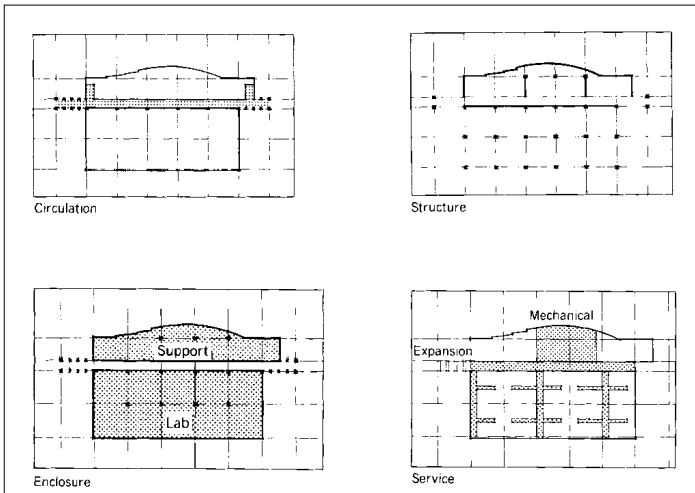 Circulation
Structure
Support
Lab
Enclosure
Mechanical
Expansion
Service